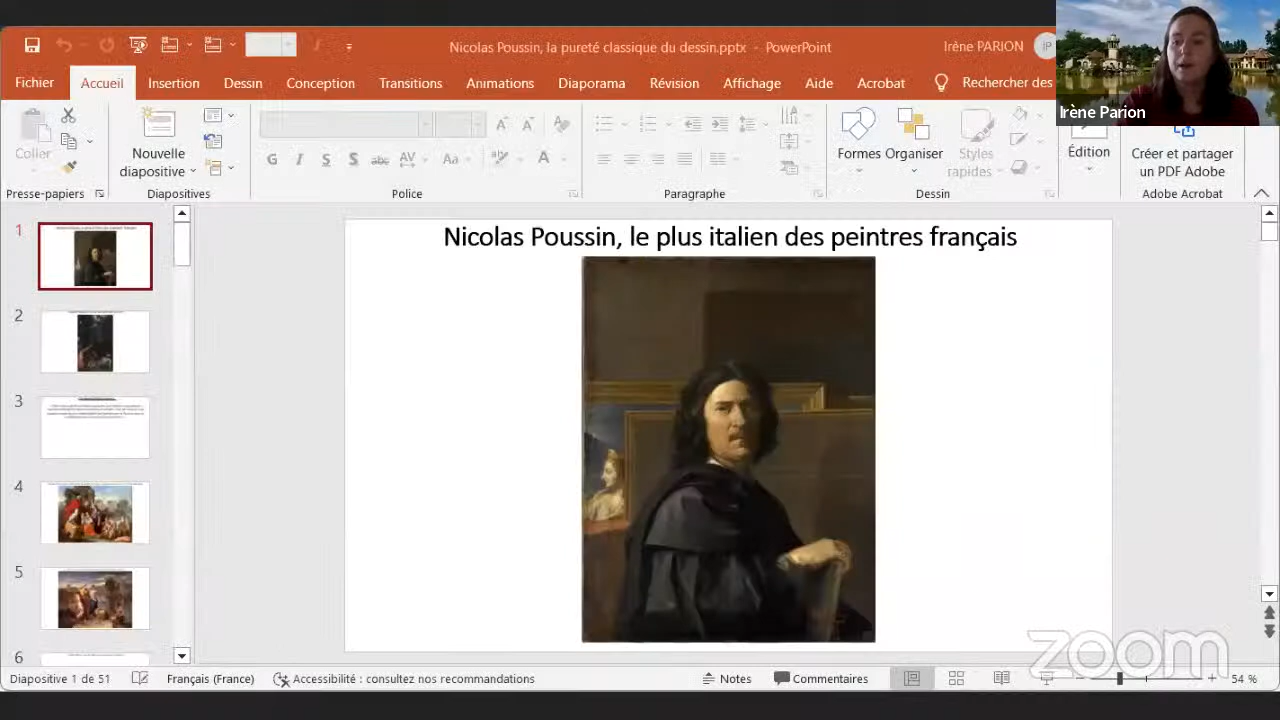 Nicolas Poussin, la pureté classique du dessin.pptx - PowerPoint
Irène PARION
IP
Fichier
Accueil
Insertion
Dessin
Conception
Transitions
Animations
Diaporama
Révision
Affichage
Aide
Acrobat
Rechercher des
Irène Parion
Coller
Nouvelle
diapositive
G I S S abc AV Aa A
Formes
Organiser
Styles
rapides
Édition
Créer et partager
un PDF Adobe
Presse-papiers
Diapositives
Police
Paragraphe
Dessin
Adobe Acrobat
1
2
3
4
5
6
Nicolas Poussin, le plus italien des peintres français
zoom
Diapositive 1 de 51
Français (France)
Accessibilité : consultez nos recommandations
Notes
Commentaires
54 %